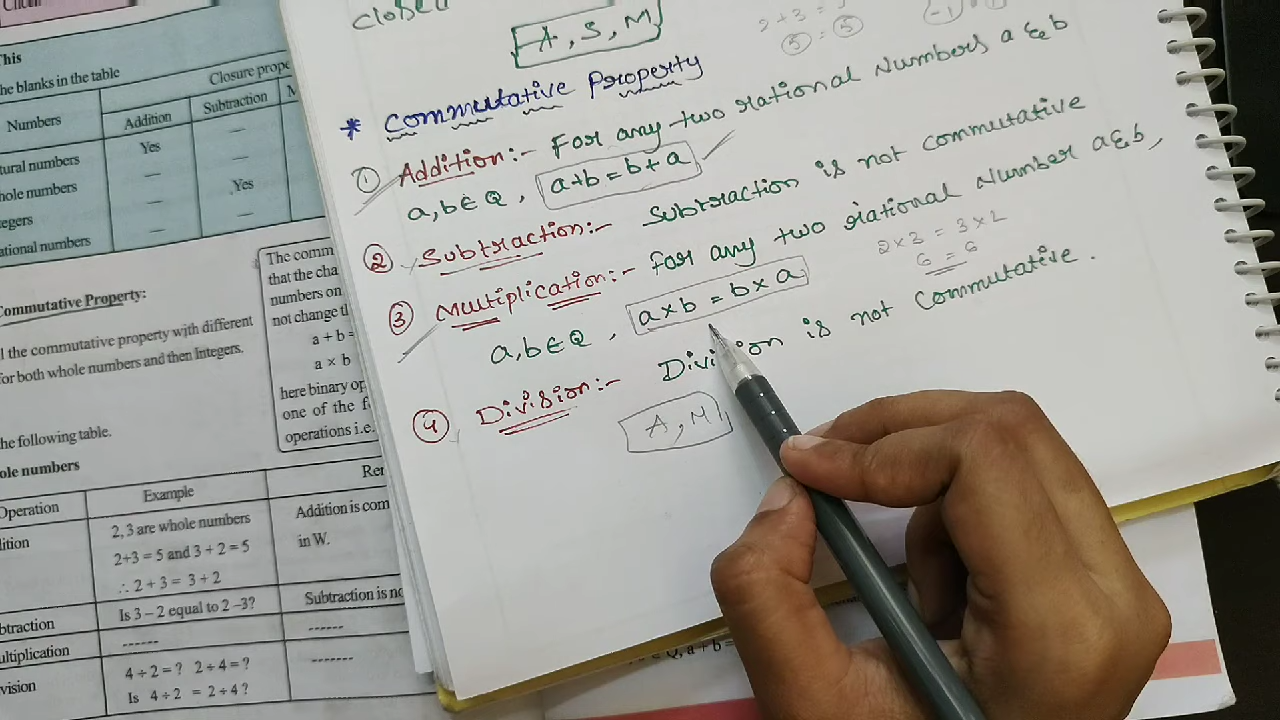 This
he blanks in the table
Numbers
Closure prope
Addition
Subtraction
M
tural numbers
Yes
hole numbers
Yes
egers
ational numbers
Commutative Property:
l the commutative property with different
for both whole numbers and then Integers.
he following table.
ole numbers
The comm
that the cha
numbers on
not change tl
a + b =
a × b
here binary op
one of the f
operations i.e.
Operation
Example
Rer
lition
2, 3 are whole numbers
2+3 = 5 and 3 + 2 = 5
∴ 2 + 3 = 3 + 2
Addition is com
in W.
btraction
Is 3 – 2 equal to 2 –3?
Subtraction is no
ultiplication
------
------
vision
4 ÷ 2 = ? 2 ÷ 4 = ?
Is 4 ÷ 2 = 2 ÷ 4?
-------
closed
A, S, M
2+3 =
5 = 5
* Commutative Property
① Addition:- For any two rational Numbers a & b
a,b∈Q, a+b = b+a
② Subtraction:- Subtraction is not commutative
③ Multiplication:- for any two rational Number a&b,
a,b∈Q, a×b = b×a
2×3 = 3×2
6 = 6
④ Division:- Division is not commutative.
A, M,
Q, a + b =